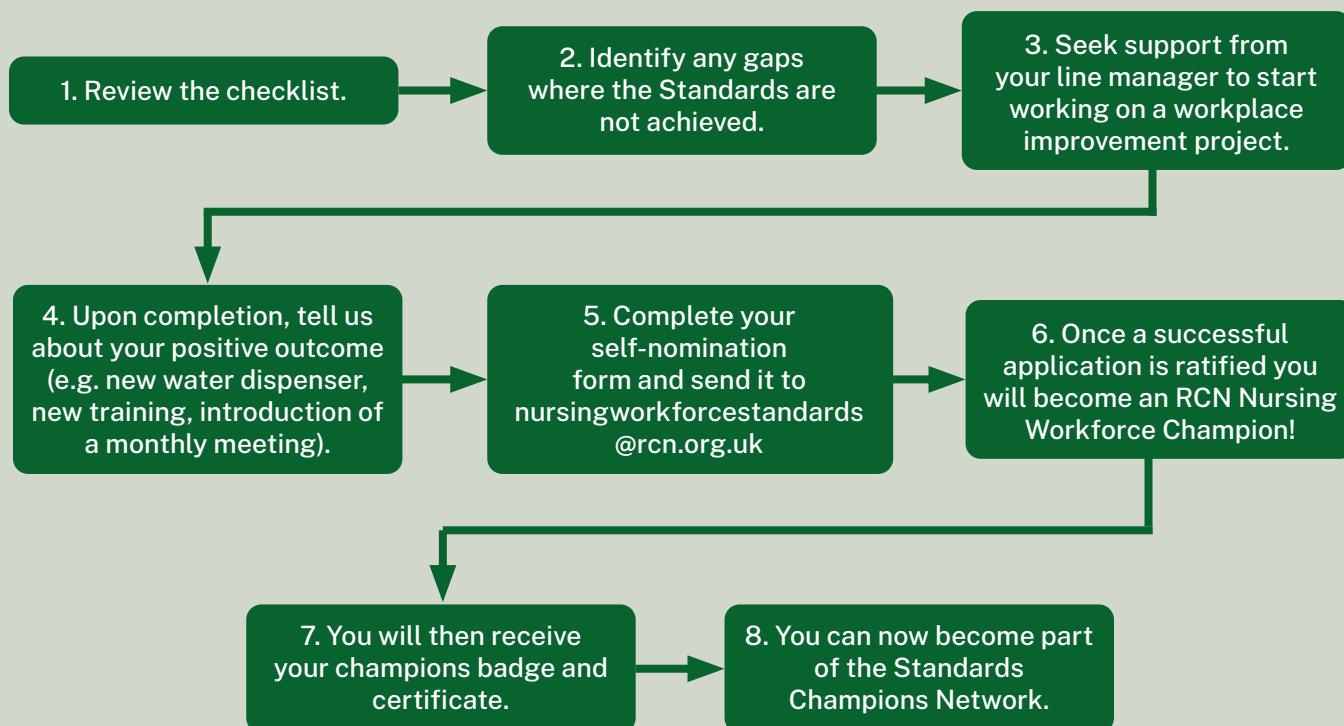 1. Review the checklist.
2. Identify any gaps
where the Standards are
not achieved.
3. Seek support from
your line manager to start
working on a workplace
improvement project.
4. Upon completion, tell us
about your positive outcome
(e.g. new water dispenser,
new training, introduction of
a monthly meeting).
5. Complete your
self-nomination
form and send it to
nursingworkforcestandards
@rcn.org.uk
6. Once a successful
application is ratified you
will become an RCN Nursing
Workforce Champion!
7. You will then receive
your champions badge and
certificate.
8. You can now become part
of the Standards
Champions Network.